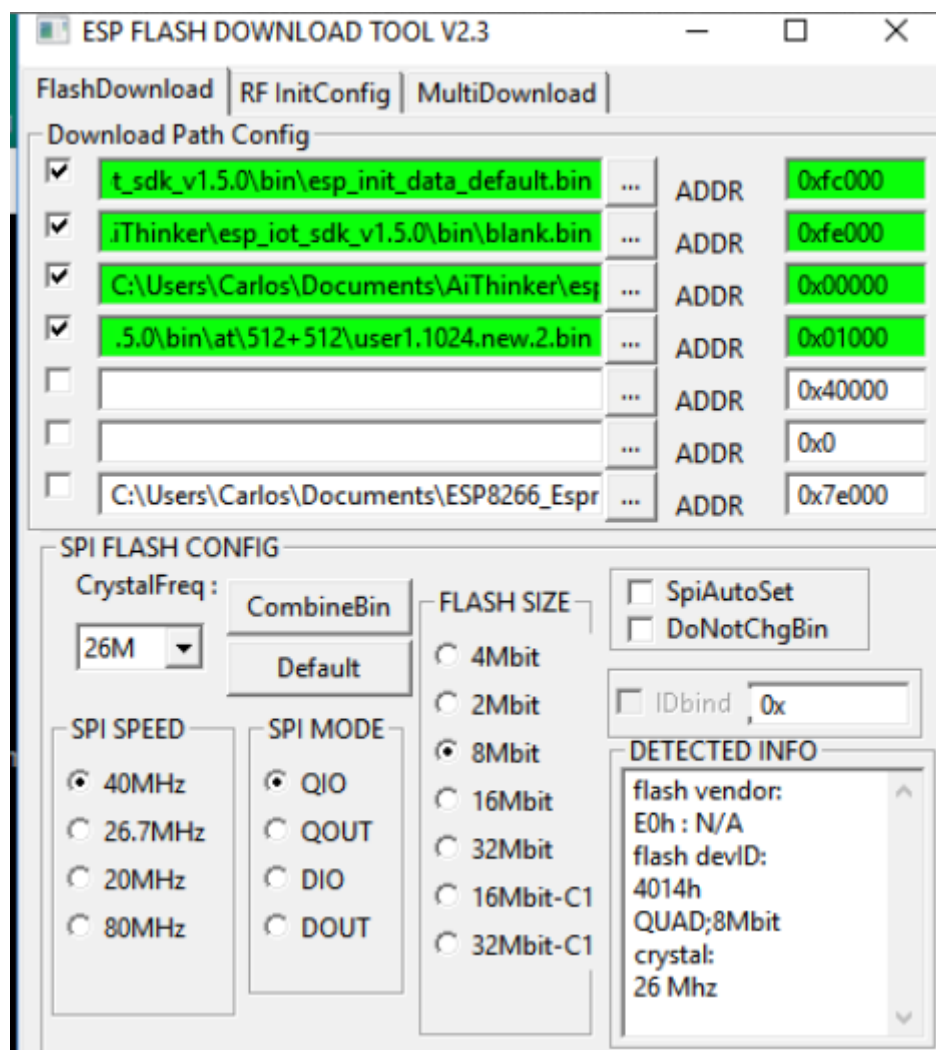 ESP FLASH DOWNLOAD TOOL V2.3
FlashDownload RF InitConfig MultiDownload
Download Path Config
t_sdk_v1.5.0\bin\esp_init_data_default.bin ... ADDR 0xfc000
.iThinker\esp_iot_sdk_v1.5.0\bin\blank.bin ... ADDR 0xfe000
C:\Users\Carlos\Documents\AiThinker\esp ... ADDR 0x00000
.5.0\bin\at\512+512\user1.1024.new.2.bin ... ADDR 0x01000
... ADDR 0x40000
... ADDR 0x0
C:\Users\Carlos\Documents\ESP8266_Espr ... ADDR 0x7e000
SPI FLASH CONFIG
CrystalFreq :
26M
CombineBin
Default
SPI SPEED
40MHz
26.7MHz
20MHz
80MHz
SPI MODE
QIO
QOUT
DIO
DOUT
FLASH SIZE
4Mbit
2Mbit
8Mbit
16Mbit
32Mbit
16Mbit-C1
32Mbit-C1
SpiAutoSet
DoNotChgBin
IDbind 0x
DETECTED INFO
flash vendor:
E0h : N/A
flash devID:
4014h
QUAD;8Mbit
crystal:
26 Mhz